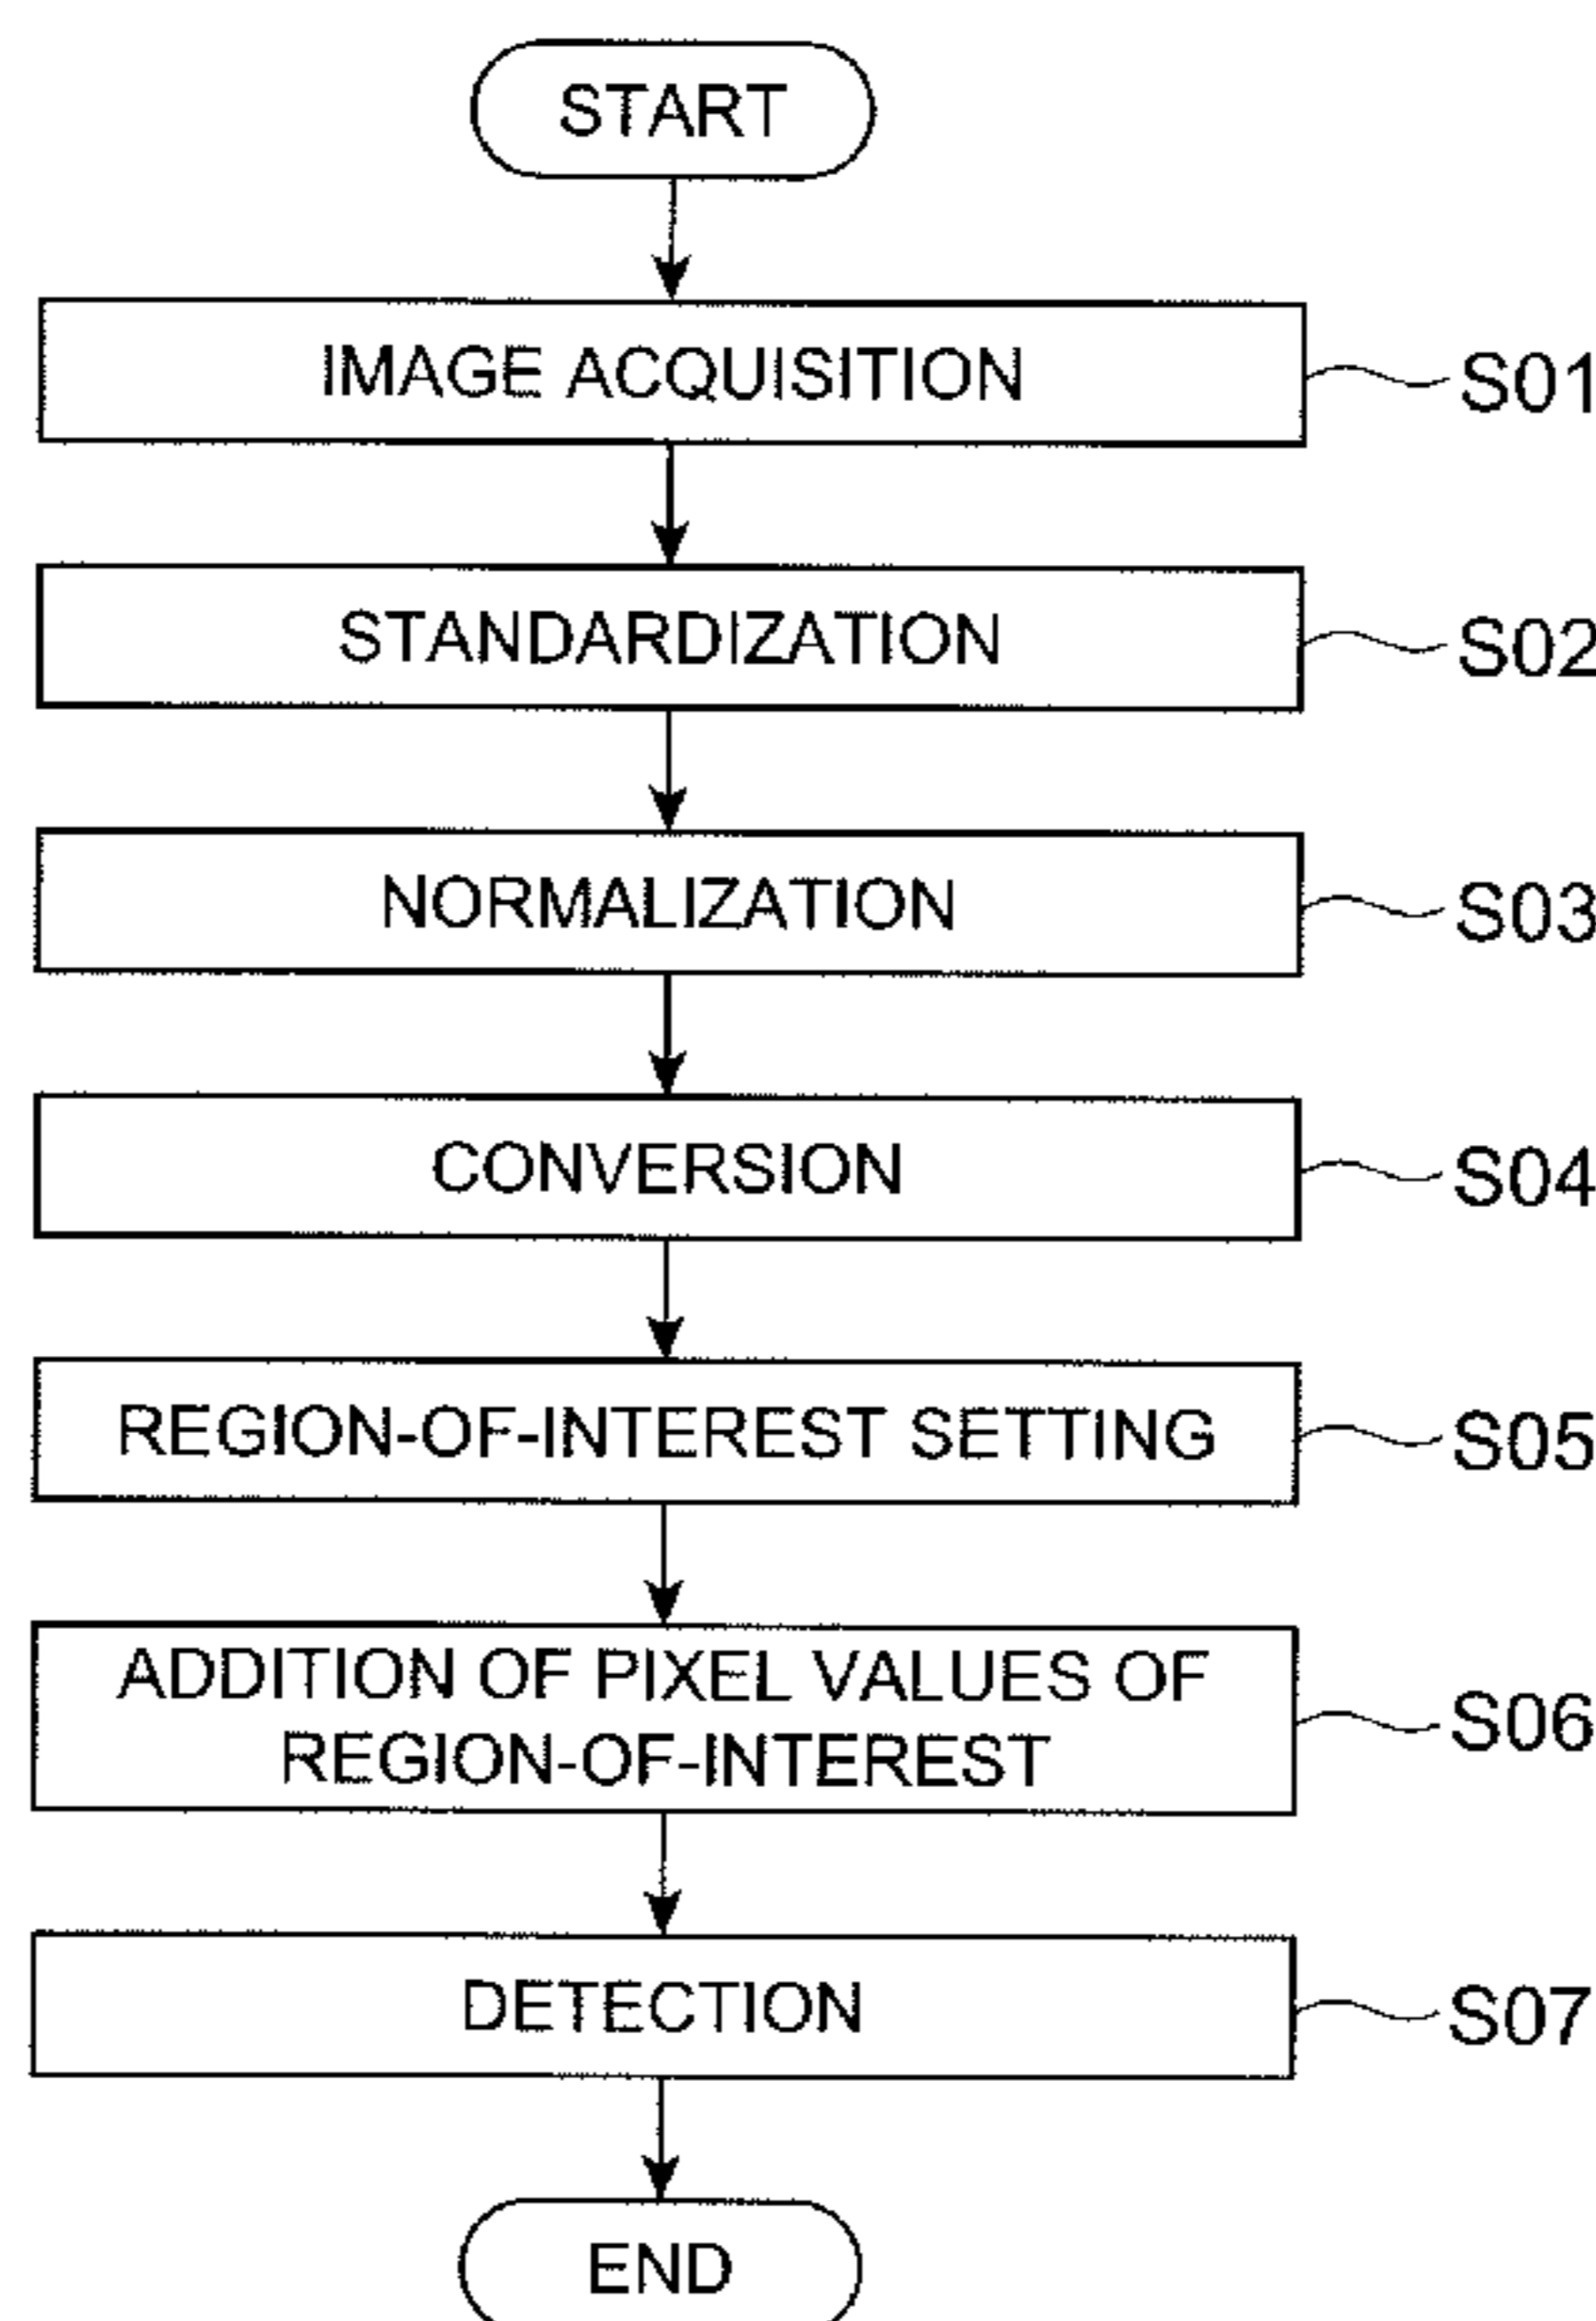 START
IMAGE ACQUISITION
S01
STANDARDIZATION
S02
NORMALIZATION
S03
CONVERSION
S04
REGION-OF-INTEREST SETTING
S05
ADDITION OF PIXEL VALUES OF
REGION-OF-INTEREST
S06
DETECTION
S07
END